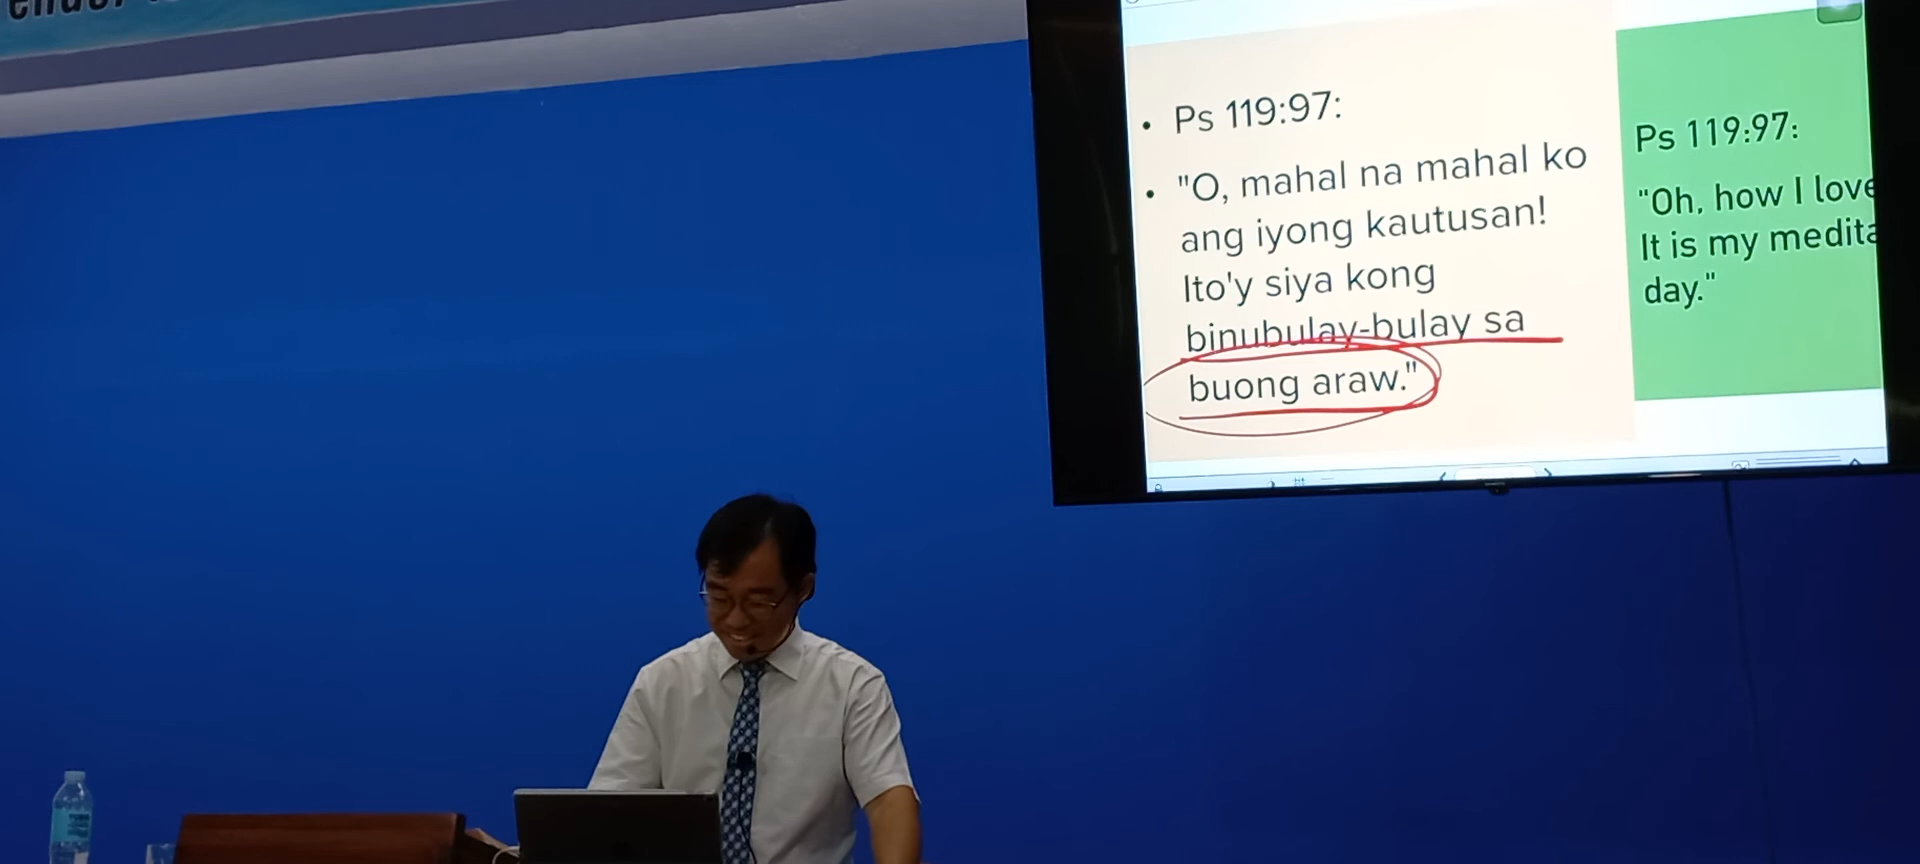 Ps 119:97:
"O, mahal na mahal ko
ang iyong kautusan!
Ito'y siya kong
binubulay-bulay sa
buong araw."
Ps 119:97:
"Oh, how I love
It is my medita
day."